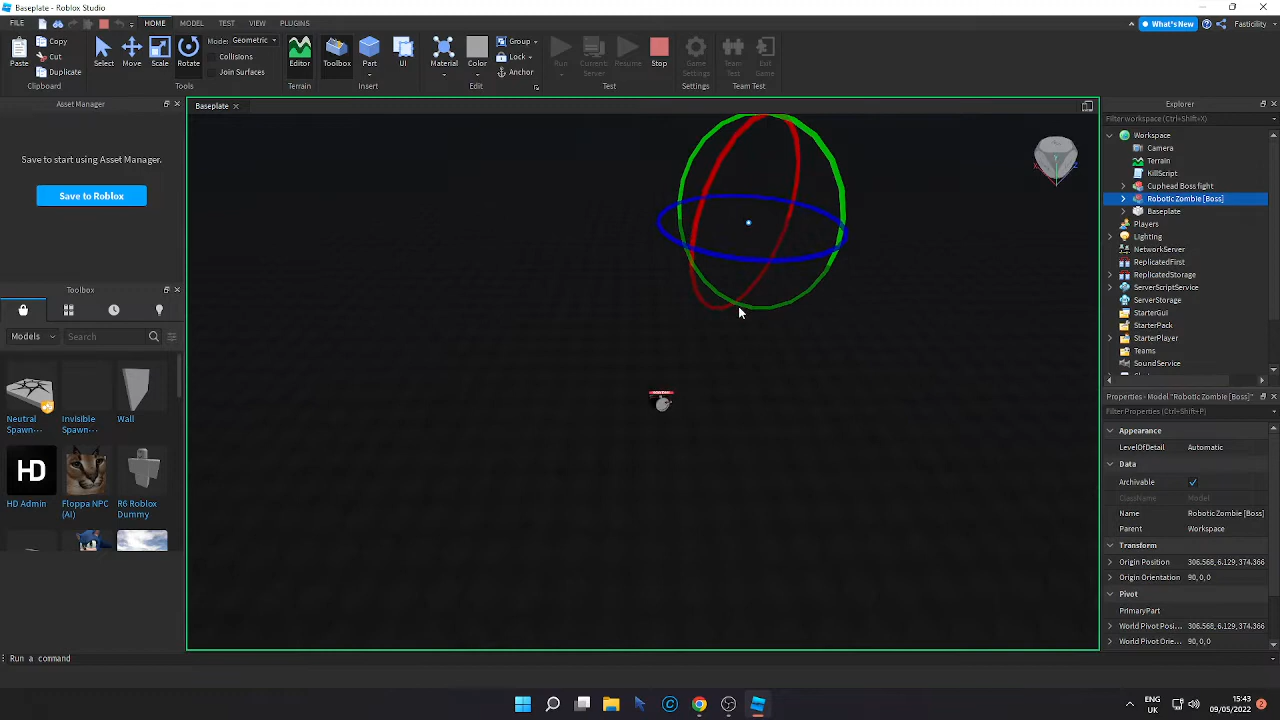 Baseplate - Roblox Studio
FILE
HOME
MODEL
TEST
VIEW
PLUGINS
What's New
Fastcility
Paste
Copy
Cut
Duplicate
Clipboard
Select
Move
Scale
Rotate
Mode: Geometric
Collisions
Join Surfaces
Tools
Editor
Terrain
Toolbox
Part
UI
Insert
Material
Color
Group
Lock
Anchor
Edit
Run
Current: Server
Resume
Stop
Test
Game Settings
Settings
Team Test
Exit Game
Team Test
Asset Manager
Save to start using Asset Manager.
Save to Roblox
Toolbox
Models
Search
Neutral Spawn...
Invisible Spawn...
Wall
HD
HD Admin
Floppa NPC (AI)
R6 Roblox Dummy
Baseplate
Explorer
Filter workspace (Ctrl+Shift+X)
Workspace
Camera
Terrain
KillScript
Cuphead Boss fight
Robotic Zombie [Boss]
Baseplate
Players
Lighting
NetworkServer
ReplicatedFirst
ReplicatedStorage
ServerScriptService
ServerStorage
StarterGui
StarterPack
StarterPlayer
Teams
SoundService
Properties - Model "Robotic Zombie [Boss]"
Filter Properties (Ctrl+Shift+P)
Appearance
LevelOfDetail Automatic
Data
Archivable
ClassName Model
Name Robotic Zombie [Boss]
Parent Workspace
Transform
Origin Position 306.568, 6.129, 374.366
Origin Orientation 90,0,0
Pivot
PrimaryPart
World Pivot Posi... 306.568, 6.129, 374.366
World Pivot Orie... 90,0,0
Run a command
ENG
UK
15:43
09/05/2022
2